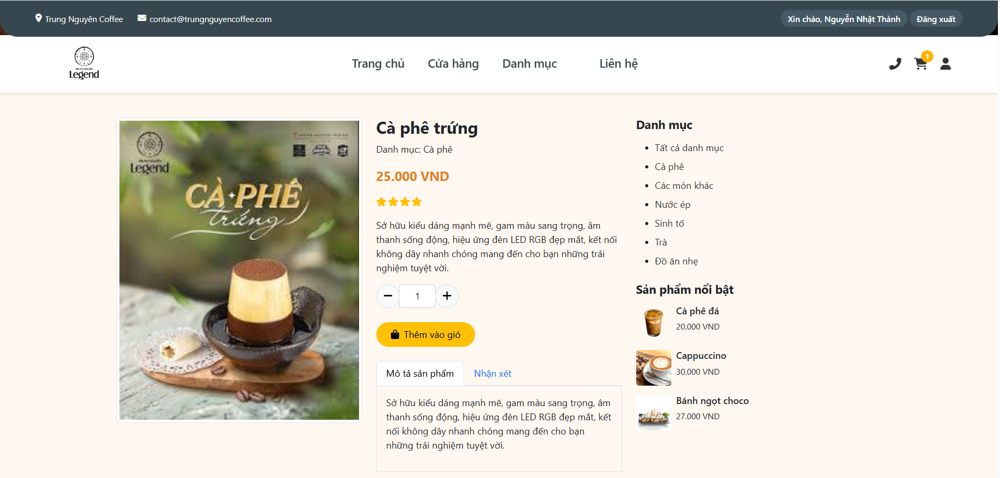 Trung Nguyên Coffee
contact@trungnguyencoffee.com
Xin chào, Nguyễn Nhật Thành
Đăng xuất
TRUNG NGUYÊN
Legend
Trang chủ
Cửa hàng
Danh mục
Liên hệ
1
TRUNG NGUYÊN
Legend
CÀ PHÊ
trứng
Cà phê trứng
Danh mục: Cà phê
25.000 VND
Sở hữu kiểu dáng mạnh mẽ, gam màu sang trọng, âm
thanh sống động, hiệu ứng đèn LED RGB đẹp mắt, kết nối
không dây nhanh chóng mang đến cho bạn những trải
nghiệm tuyệt vời.
1
Thêm vào giỏ
Mô tả sản phẩm
Nhận xét
Sở hữu kiểu dáng mạnh mẽ, gam màu sang trọng, âm
thanh sống động, hiệu ứng đèn LED RGB đẹp mắt, kết
nối không dây nhanh chóng mang đến cho bạn
những trải nghiệm tuyệt vời.
Danh mục
Tất cả danh mục
Cà phê
Các món khác
Nước ép
Sinh tố
Trà
Đồ ăn nhẹ
Sản phẩm nổi bật
Cà phê đá
20.000 VND
Cappuccino
30.000 VND
Bánh ngọt choco
27.000 VND